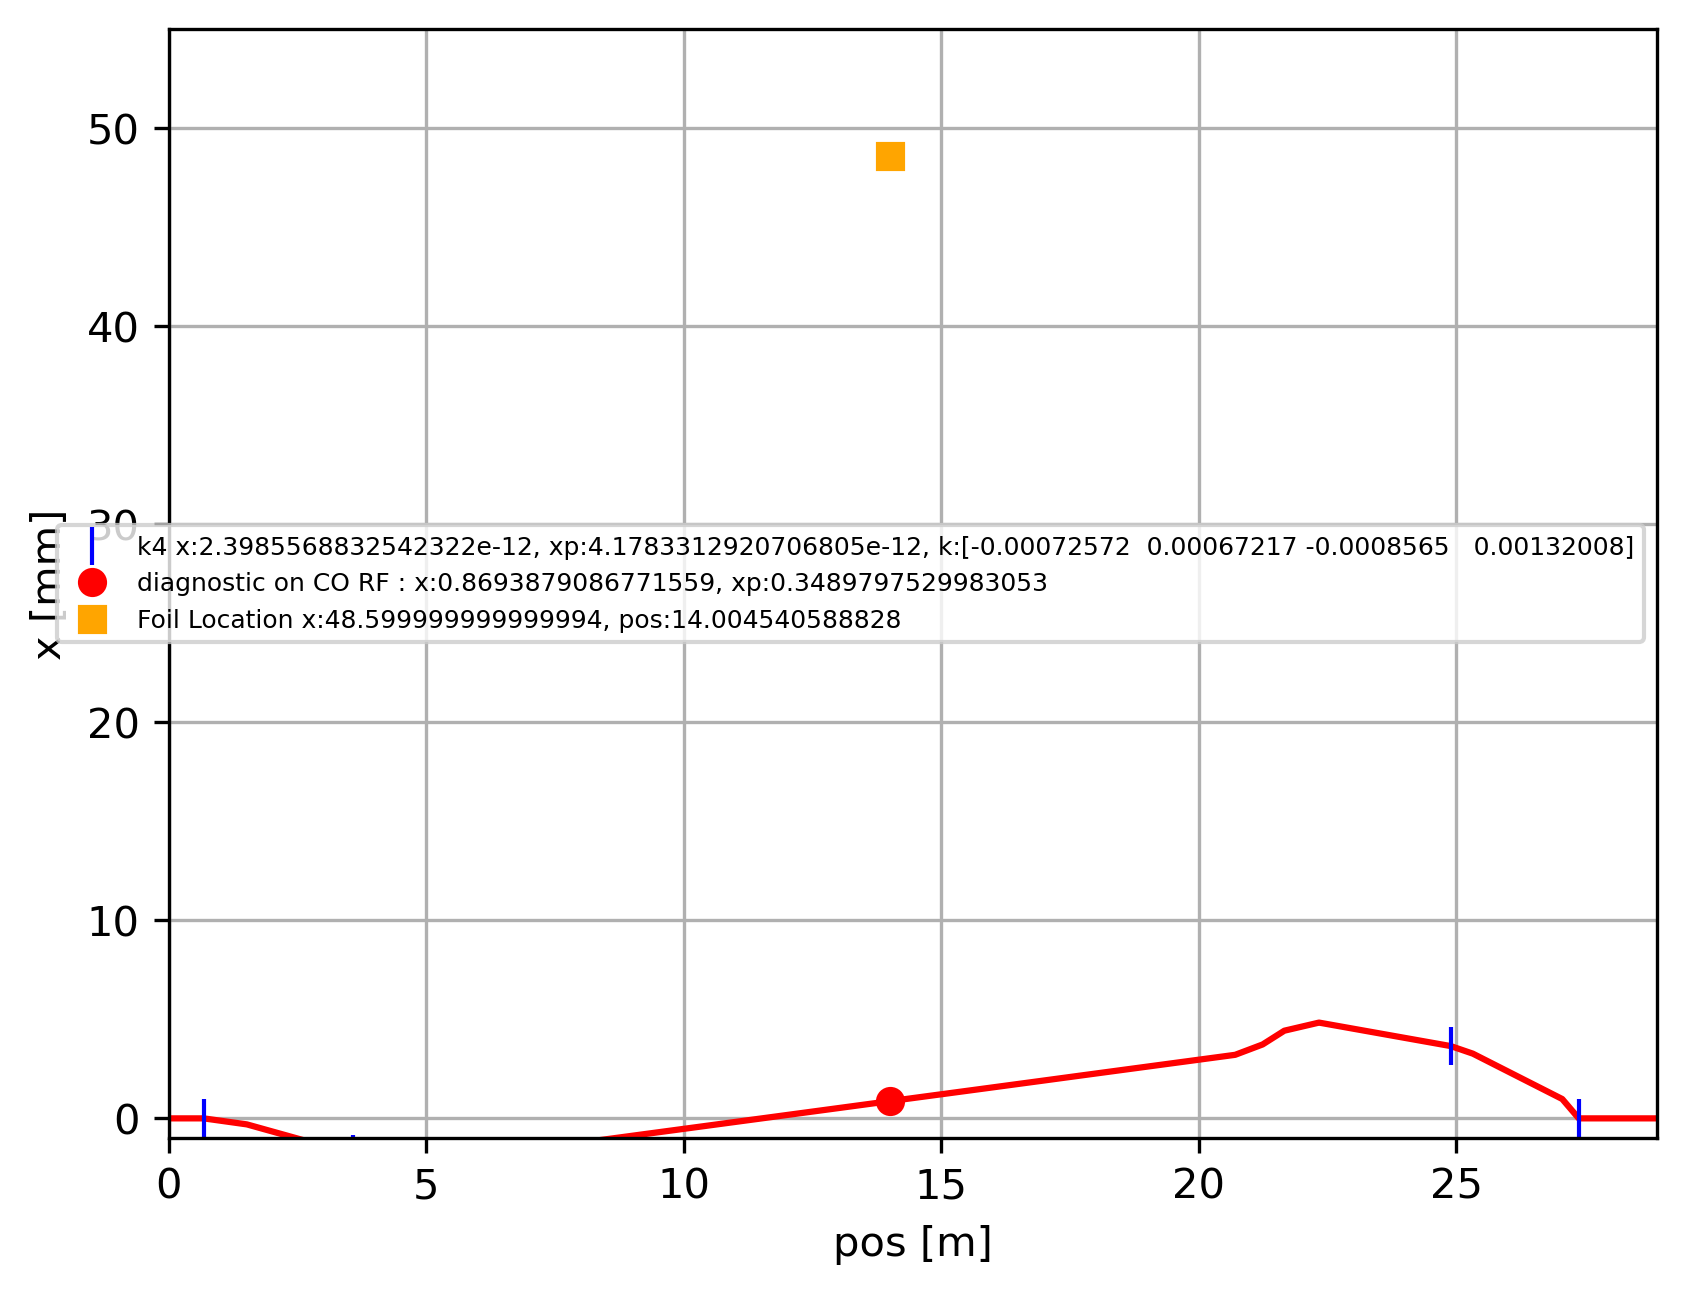 50
40
30
k4 x:2.3985568832542322e-12, xp:4.1783312920706805e-12, k:[-0.00072572  0.00067217 -0.0008565   0.00132008]
diagnostic on CO RF : x:0.8693879086771559, xp:0.3489797529983053
Foil Location x:48.599999999999994, pos:14.004540588828
x [mm]
20
10
0
0 5 10 15 20 25
pos [m]